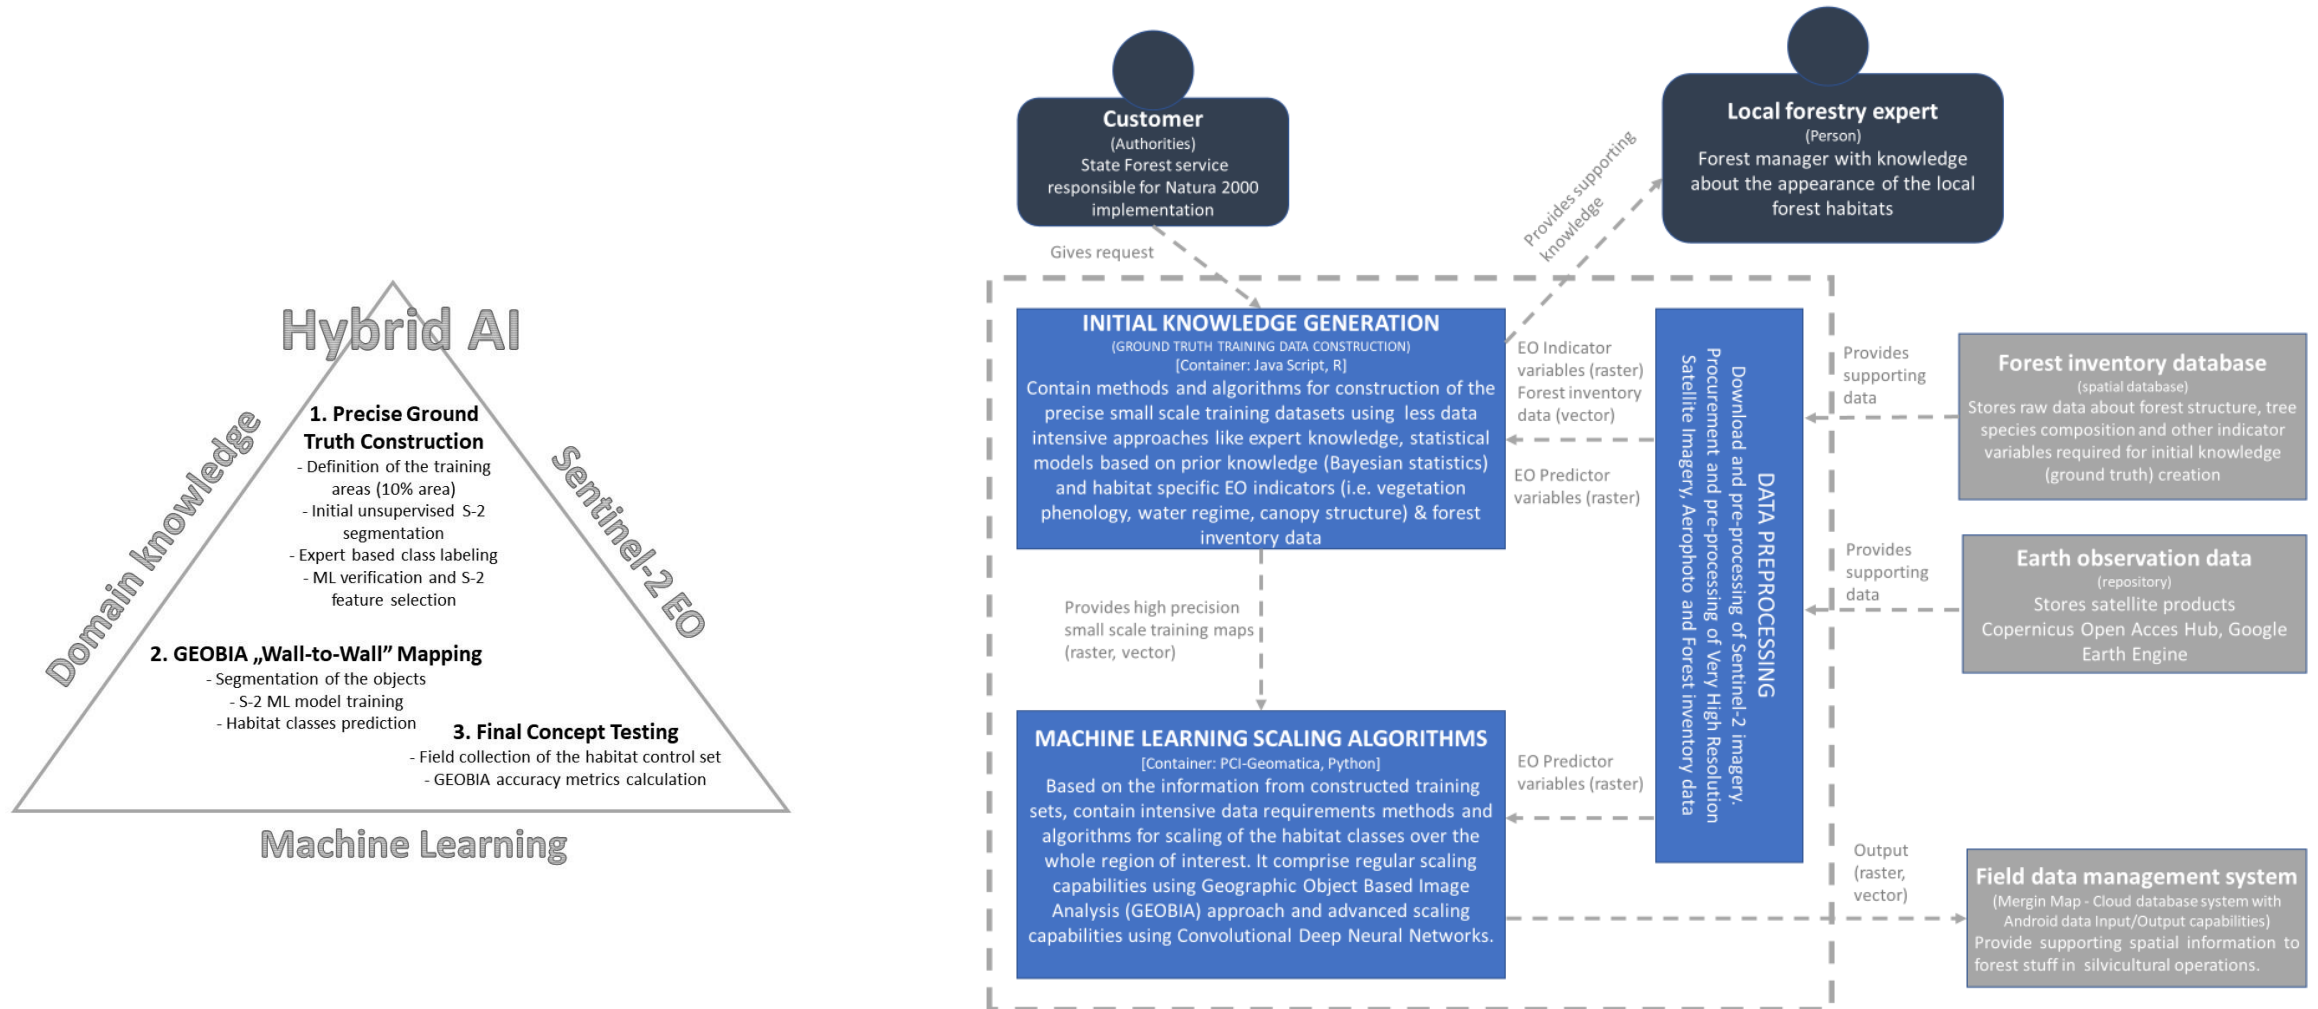 Hybrid AI
Domain knowledge
Sentinel-2 EO
1. Precise Ground
Truth Construction
- Definition of the training
areas (10% area)
- Initial unsupervised S-2
segmentation
- Expert based class labeling
- ML verification and S-2
feature selection
2. GEOBIA „Wall-to-Wall” Mapping
- Segmentation of the objects
- S-2 ML model training
- Habitat classes prediction
3. Final Concept Testing
- Field collection of the habitat control set
- GEOBIA accuracy metrics calculation
Machine Learning
Customer
(Authorities)
State Forest service
responsible for Natura 2000
implementation
Gives request
Local forestry expert
(Person)
Forest manager with knowledge
about the appearance of the local
forest habitats
Provides supporting
knowledge
INITIAL KNOWLEDGE GENERATION
(GROUND TRUTH TRAINING DATA CONSTRUCTION)
[Container: Java Script, R]
Contain methods and algorithms for construction of the
precise small scale training datasets using less data
intensive approaches like expert knowledge, statistical
models based on prior knowledge (Bayesian statistics)
and habitat specific EO indicators (i.e. vegetation
phenology, water regime, canopy structure) & forest
inventory data
EO Indicator
variables (raster)
Forest inventory
data (vector)
EO Predictor
variables (raster)
DATA PREPROCESSING
Download and pre-processing of Sentinel-2 imagery.
Procurement and pre-processing of Very High Resolution
Satellite Imagery, Aerophoto and Forest inventory data
Provides
supporting
data
Forest inventory database
(spatial database)
Stores raw data about forest structure, tree
species composition and other indicator
variables required for initial knowledge
(ground truth) creation
Provides
supporting
data
Earth observation data
(repository)
Stores satellite products
Copernicus Open Acces Hub, Google
Earth Engine
Provides high precision
small scale training maps
(raster, vector)
MACHINE LEARNING SCALING ALGORITHMS
[Container: PCI-Geomatica, Python]
Based on the information from constructed training
sets, contain intensive data requirements methods and
algorithms for scaling of the habitat classes over the
whole region of interest. It comprise regular scaling
capabilities using Geographic Object Based Image
Analysis (GEOBIA) approach and advanced scaling
capabilities using Convolutional Deep Neural Networks.
EO Predictor
variables (raster)
Output
(raster,
vector)
Field data management system
(Mergin Map - Cloud database system with
Android data Input/Output capabilities)
Provide supporting spatial information to
forest stuff in silvicultural operations.